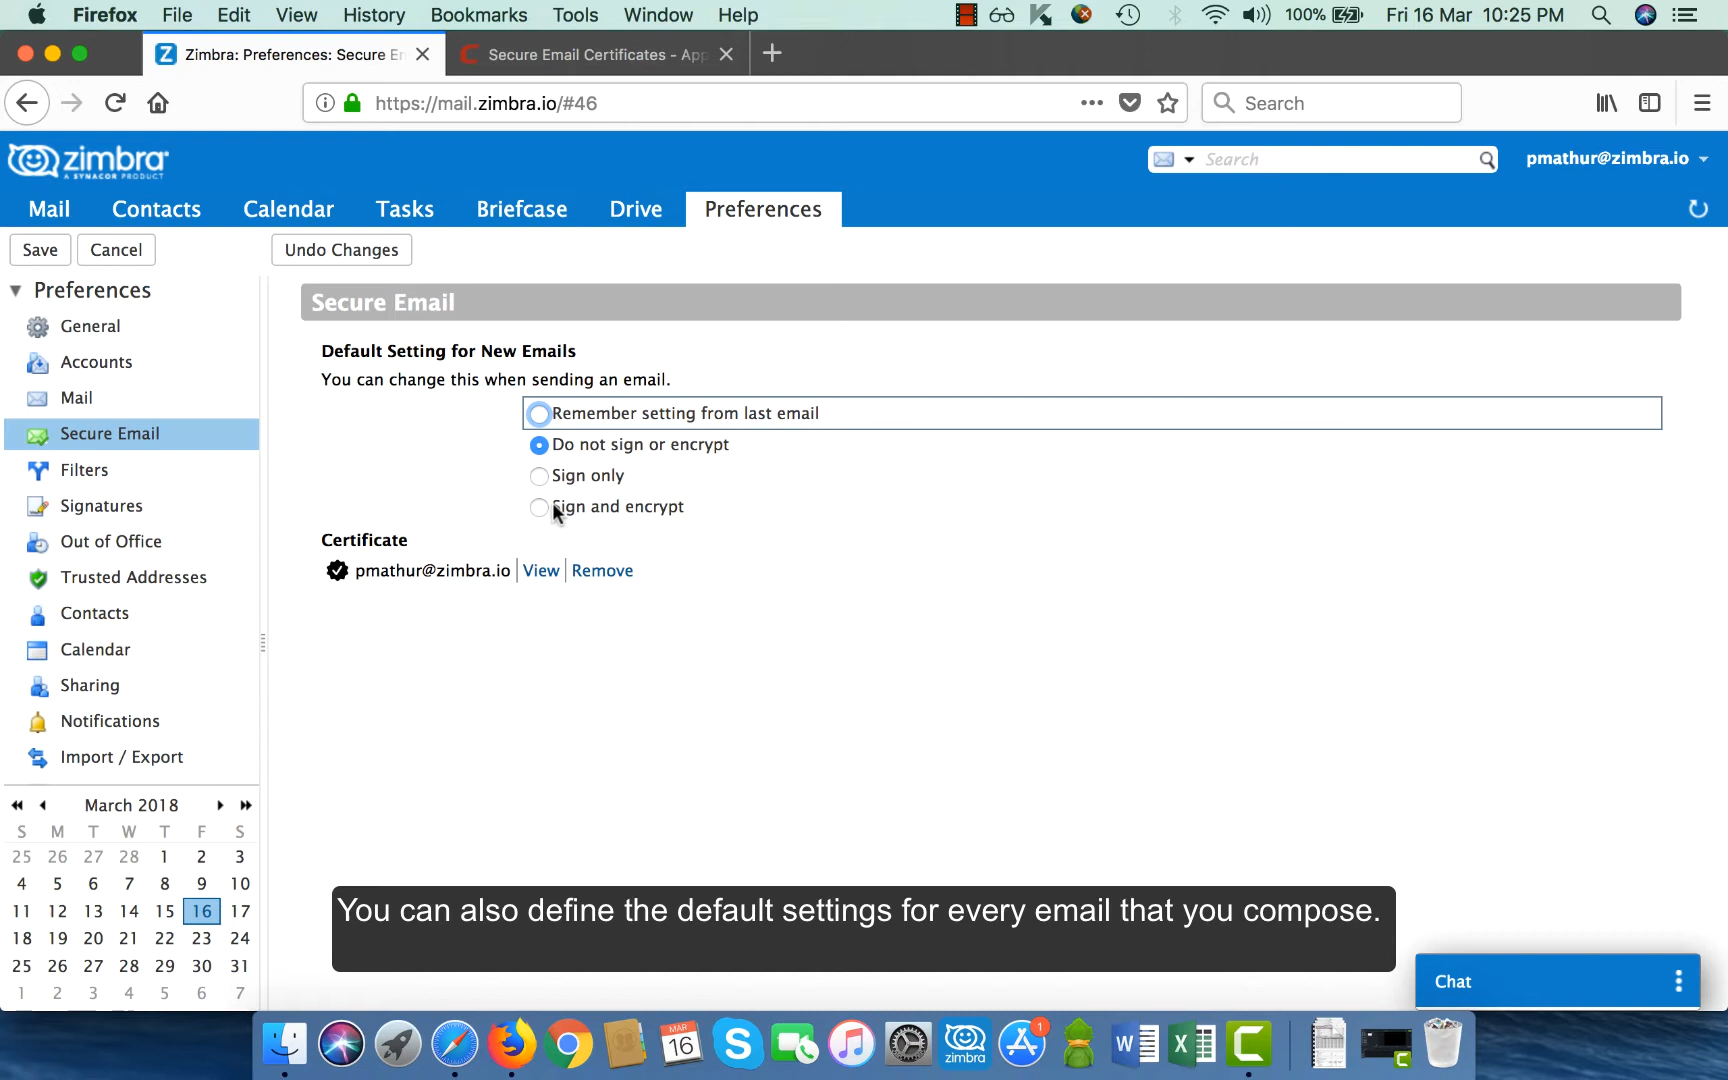 Firefox File Edit View History Bookmarks Tools Window Help 100% Fri 16 Mar 10:25 PM
Zimbra: Preferences: Secure E
Secure Email Certificates - App
https://mail.zimbra.io/#46
Search
zimbra
A SYNACOR PRODUCT
Search
pmathur@zimbra.io
Mail Contacts Calendar Tasks Briefcase Drive Preferences
Save Cancel Undo Changes
Preferences
General
Accounts
Mail
Secure Email
Filters
Signatures
Out of Office
Trusted Addresses
Contacts
Calendar
Sharing
Notifications
Import / Export
March 2018
S M T W T F S
25 26 27 28 1 2 3
4 5 6 7 8 9 10
11 12 13 14 15 16 17
18 19 20 21 22 23 24
25 26 27 28 29 30 31
1 2 3 4 5 6 7
Secure Email
Default Setting for New Emails
You can change this when sending an email.
Remember setting from last email
Do not sign or encrypt
Sign only
Sign and encrypt
Certificate
pmathur@zimbra.io View Remove
You can also define the default settings for every email that you compose.
Chat
MAR
16
zimbra
1